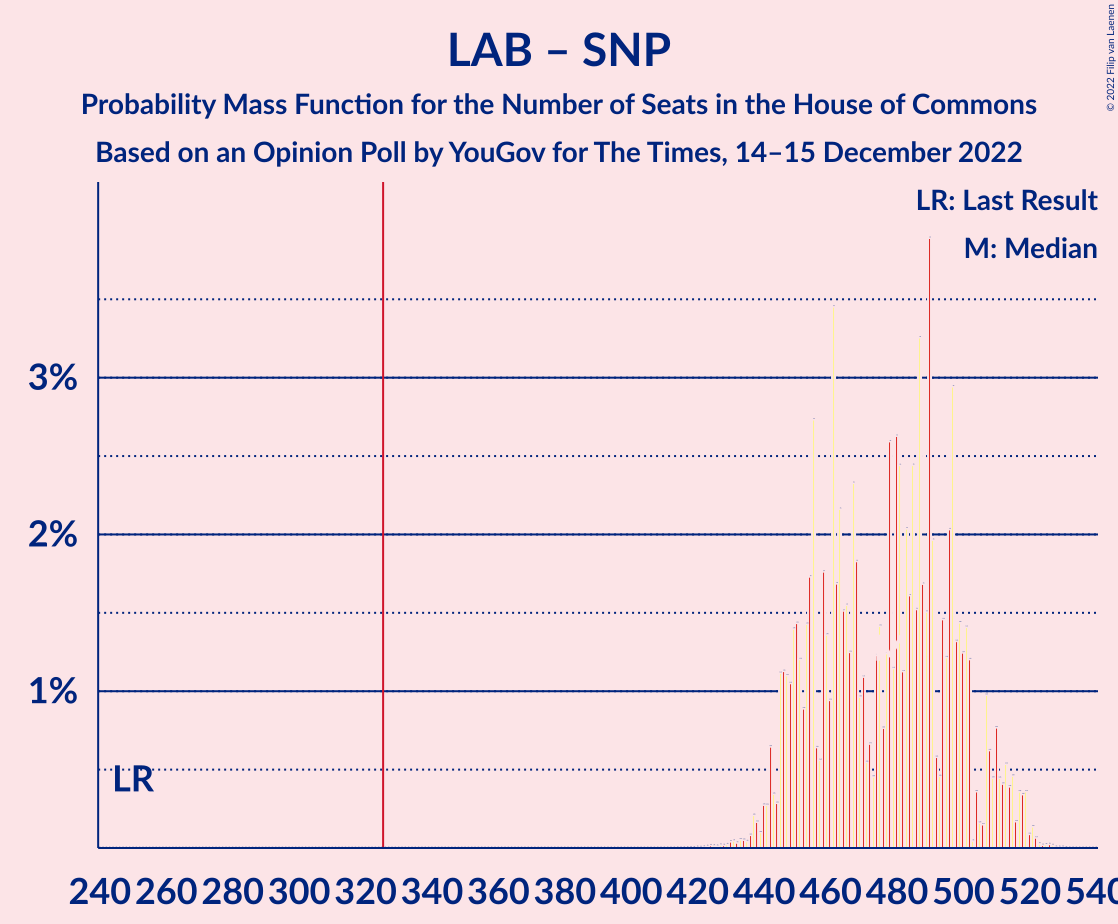 LAB – SNP
Probability Mass Function for the Number of Seats in the House of Commons
Based on an Opinion Poll by YouGov for The Times, 14–15 December 2022
© 2022 Filip van Laenen
LR: Last Result
M: Median
3%
2%
1%
LR
240 260 280 300 320 340 360 380 400 420 440 460 480 500 520 540